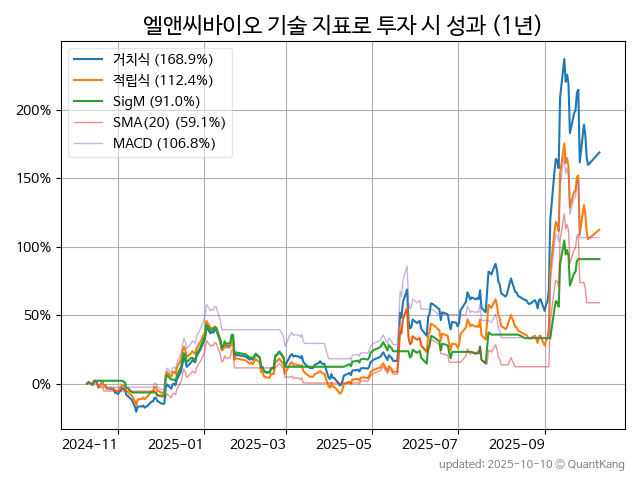 엘앤씨바이오 기술 지표로 투자 시 성과 (1년)
거치식 (168.9%)
적립식 (112.4%)
SigM (91.0%)
SMA(20) (59.1%)
MACD (106.8%)
200%
150%
100%
50%
0%
2024-11 2025-01 2025-03 2025-05 2025-07 2025-09
updated: 2025-10-10 © QuantKang